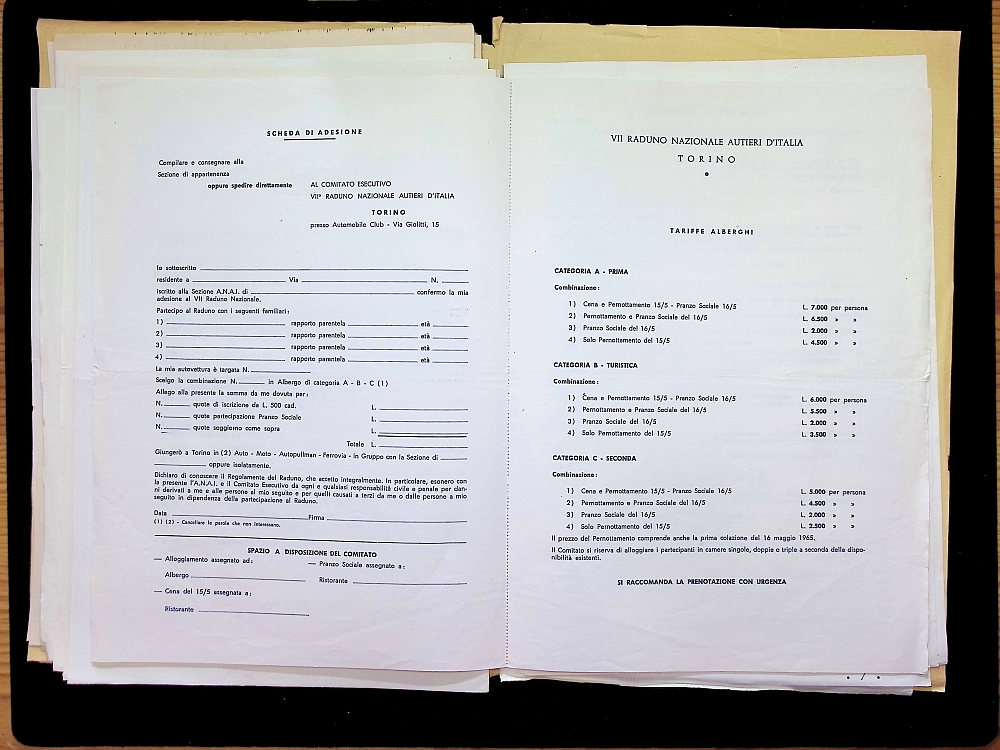 SCHEDA DI ADESIONE
Compilare e consegnare alla
Sezione di appartenenza
oppure spedire direttamente AL COMITATO ESECUTIVO
VIIº RADUNO NAZIONALE AUTIERI D'ITALIA
TORINO
presso Automobile Club - Via Giolitti, 15
Io sottoscritto
residente a Via N.
iscritto alla Sezione A.N.A.I. di confermo la mia
adesione al VII Raduno Nazionale.
Partecipo al Raduno con i seguenti familiari:
1) rapporto parentela età
2) rapporto parentela età
3) rapporto parentela età
4) rapporto parentela età
La mia autovettura è targata N.
Scelgo la combinazione N. in Albergo di categoria A - B - C (1)
Allego alla presente la somma da me dovuta per:
N. quote di iscrizione da L. 500 cad. L.
N. quote partecipazione Pranzo Sociale L.
N. quote soggiorno come sopra L.
Totale L.
Giungerò a Torino in (2) Auto - Moto - Autopullman - Ferrovia - in Gruppo con la Sezione di
oppure isolatamente.
Dichiaro di conoscere il Regolamento del Raduno, che accetto integralmente. In particolare, esonero con
la presente l'A.N.A.I. e il Comitato Esecutivo da ogni e qualsiasi responsabilità civile e penale per dan-
ni derivati a me e alle persone al mio seguito e per quelli causati a terzi da me o dalle persone a mio
seguito in dipendenza della partecipazione al Raduno.
Data Firma
(1) (2) - Cancellare le parole che non interessano.
SPAZIO A DISPOSIZIONE DEL COMITATO
— Alloggiamento assegnato ad: — Pranzo Sociale assegnato a:
Albergo Ristorante
— Cena del 15/5 assegnata a:
Ristorante
VII RADUNO NAZIONALE AUTIERI D'ITALIA
TORINO
TARIFFE ALBERGHI
CATEGORIA A - PRIMA
Combinazione:
1) Cena e Pernottamento 15/5 - Pranzo Sociale 16/5 L. 7.000 per persona
2) Pernottamento e Pranzo Sociale del 16/5 L. 6.500 » »
3) Pranzo Sociale del 16/5 L. 2.000 » »
4) Solo Pernottamento del 15/5 L. 4.500 » »
CATEGORIA B - TURISTICA
Combinazione:
1) Cena e Pernottamento 15/5 - Pranzo Sociale 16/5 L. 6.000 per persona
2) Pernottamento e Pranzo Sociale del 16/5 L. 5.500 » »
3) Pranzo Sociale del 16/5 L. 2.000 » »
4) Solo Pernottamento del 15/5 L. 3.500 » »
CATEGORIA C - SECONDA
Combinazione:
1) Cena e Pernottamento 15/5 - Pranzo Sociale 16/5 L. 5.000 per persona
2) Pernottamento e Pranzo Sociale del 16/5 L. 4.500 » »
3) Pranzo Sociale del 16/5 L. 2.000 » »
4) Solo Pernottamento del 15/5 L. 2.500 » »
Il prezzo del Pernottamento comprende anche la prima colazione del 16 maggio 1965.
Il Comitato si riserva di alloggiare i partecipanti in camere singole, doppie o triple a seconda delle dispo-
nibilità esistenti.
SI RACCOMANDA LA PRENOTAZIONE CON URGENZA